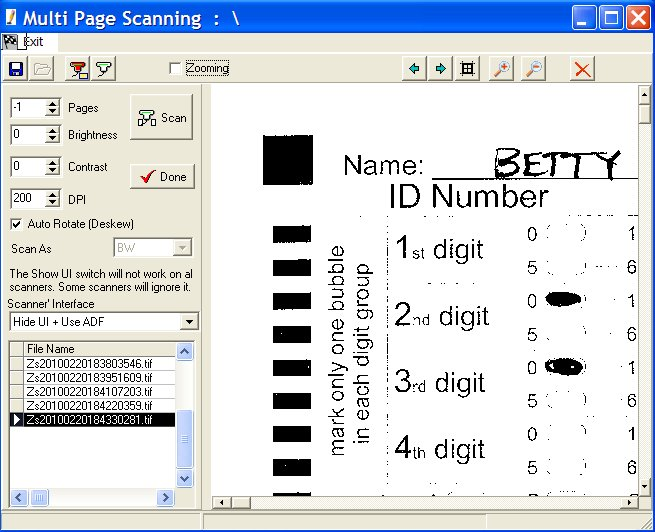 Multi Page Scanning : \
Exit
Zooming
-1 Pages
Scan
0 Brightness
0 Contrast
Done
200 DPI
Auto Rotate (Deskew)
Scan As BW
The Show UI switch will not work on al
scanners. Some scanners will ignore it.
Scanner' Interface
Hide UI + Use ADF
File Name
Zs20100220183803546.tif
Zs20100220183951609.tif
Zs20100220184107203.tif
Zs20100220184220359.tif
Zs20100220184330281.tif
Name: BETTY
ID Number
mark only one bubble
in each digit group
1st digit
0 1
5 6
2nd digit
0 1
5 6
3rd digit
0 1
5 6
4th digit
0 1
5 6
0 1